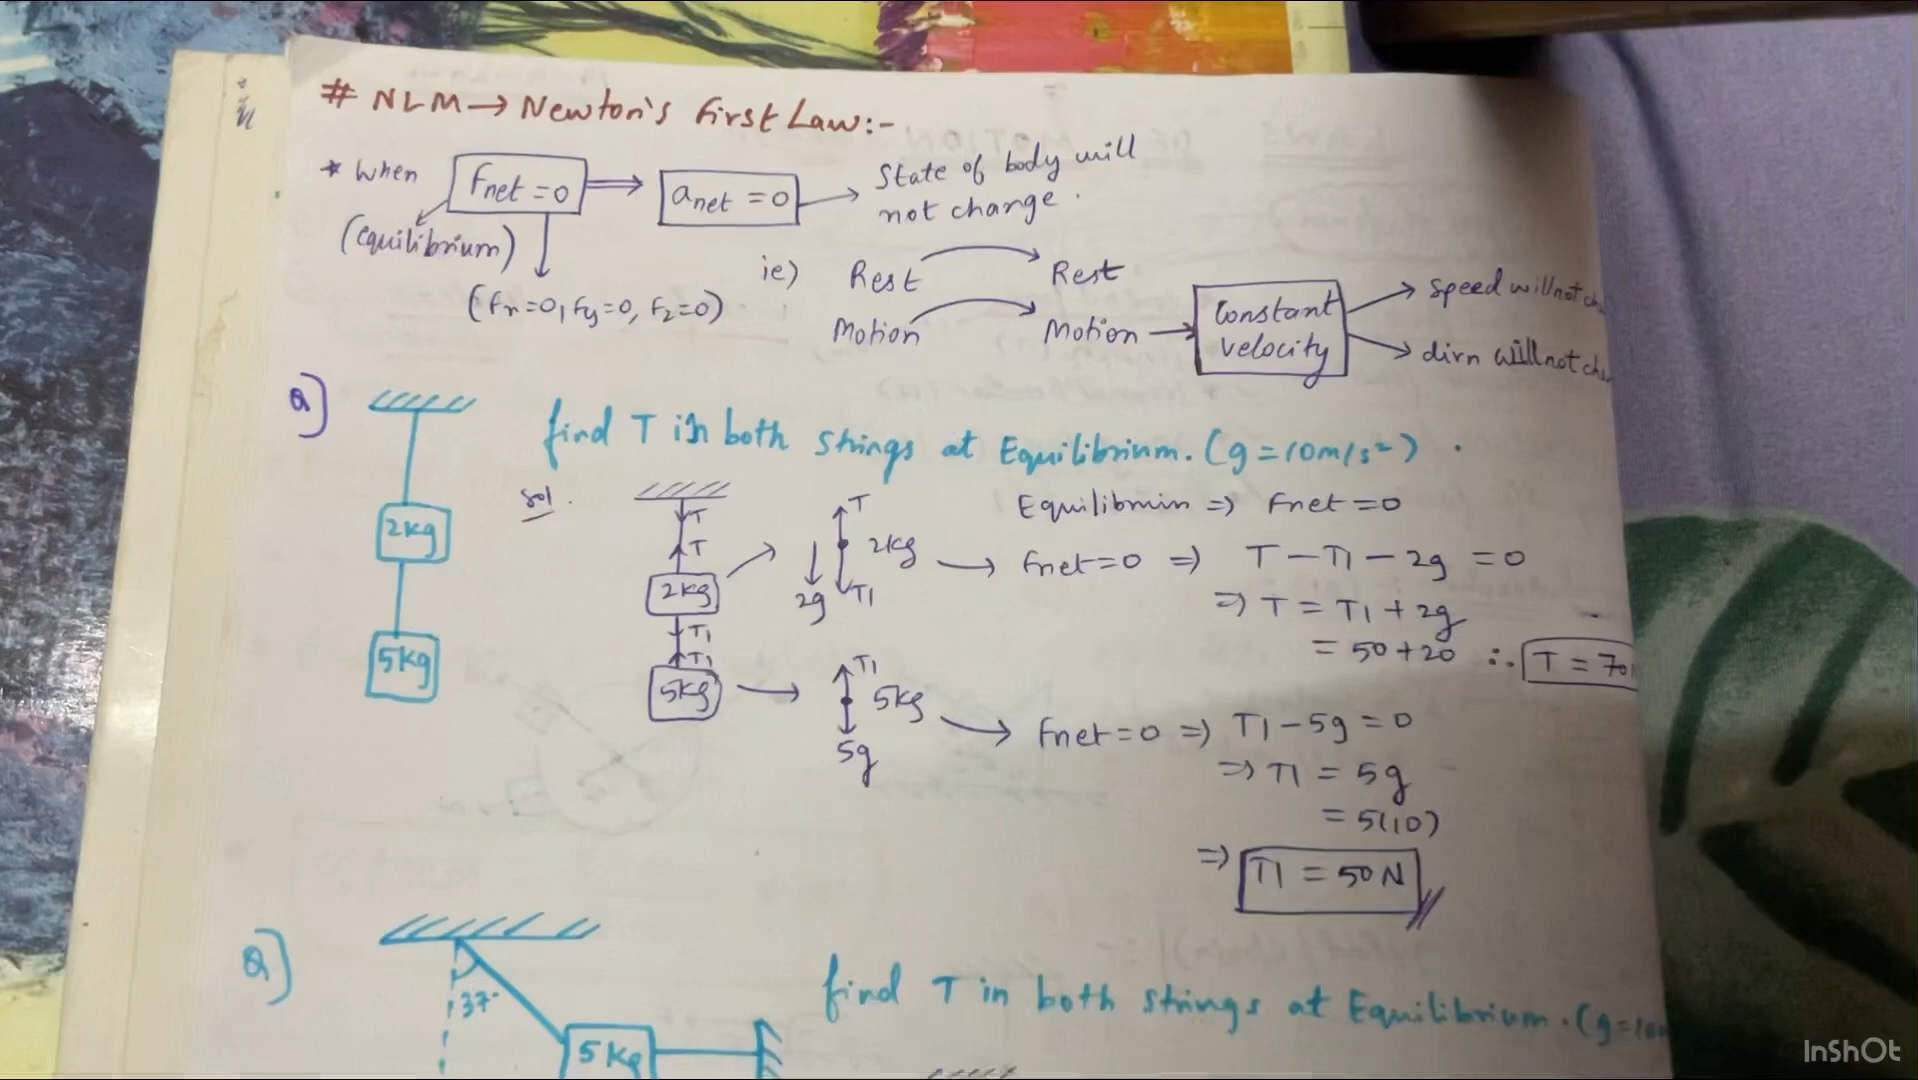 # NLM → Newton's First Law:-
* When Fnet = 0 ⇒ anet = 0 → State of body will not change.
(Equilibrium)
(Fx=0, Fy=0, Fz=0)
ie) Rest → Rest
Motion → Motion → Constant velocity
→ speed will not
→ dirn will not
Q)
2kg
5kg
find T in both strings at Equilibrium. (g=10m/s²).
Sol.
T
T
2kg
T1
T1
5kg
T
2kg
2g
T1
T1
5kg
5g
Equilibmin ⇒ Fnet = 0
→ Fnet=0 ⇒ T - T1 - 2g = 0
⇒ T = T1 + 2g
= 50+20 ∴ T = 70
→ Fnet=0 ⇒ T1 - 5g = 0
⇒ T1 = 5g
= 5(10)
⇒ T1 = 50N
Q)
37°
5kg
find T in both strings at Equilibrium. (g=10
InShOt